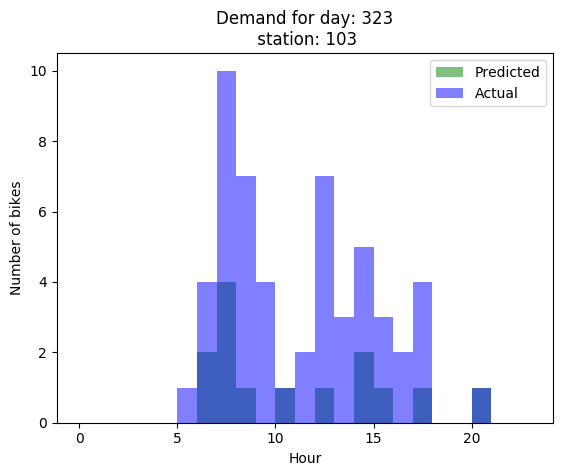 Demand for day: 323
station: 103
Predicted
Actual
Number of bikes
10
8
6
4
2
0
0 5 10 15 20
Hour